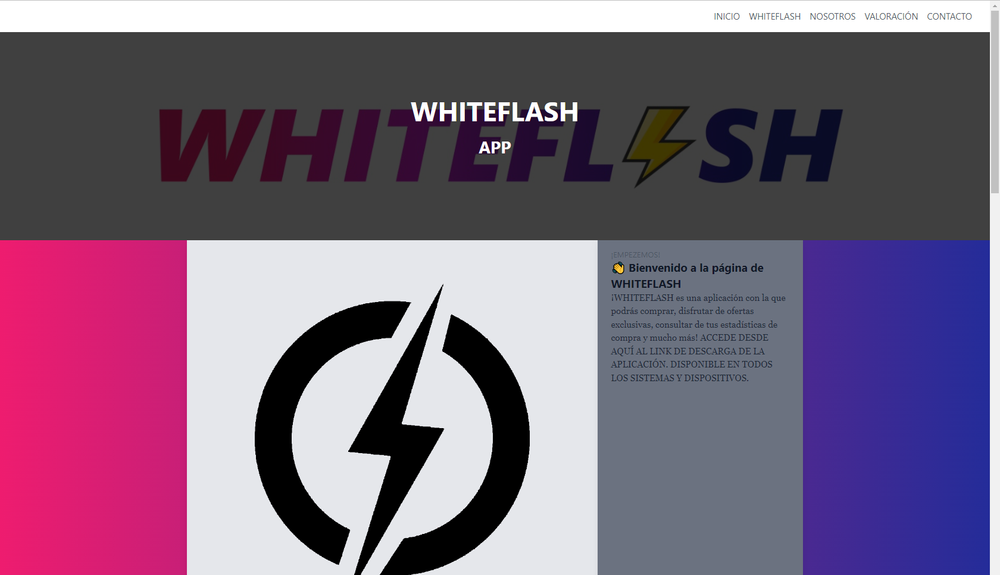 INICIO WHITEFLASH NOSOTROS VALORACIÓN CONTACTO
WHITEFLASH
APP
WHITEFL SH
¡EMPEZEMOS!
👋 Bienvenido a la página de
WHITEFLASH
¡WHITEFLASH es una aplicación con la que
podrás comprar, disfrutar de ofertas
exclusivas, consultar de tus estadísticas de
compra y mucho más! ACCEDE DESDE
AQUÍ AL LINK DE DESCARGA DE LA
APLICACIÓN. DISPONIBLE EN TODOS
LOS SISTEMAS Y DISPOSITIVOS.